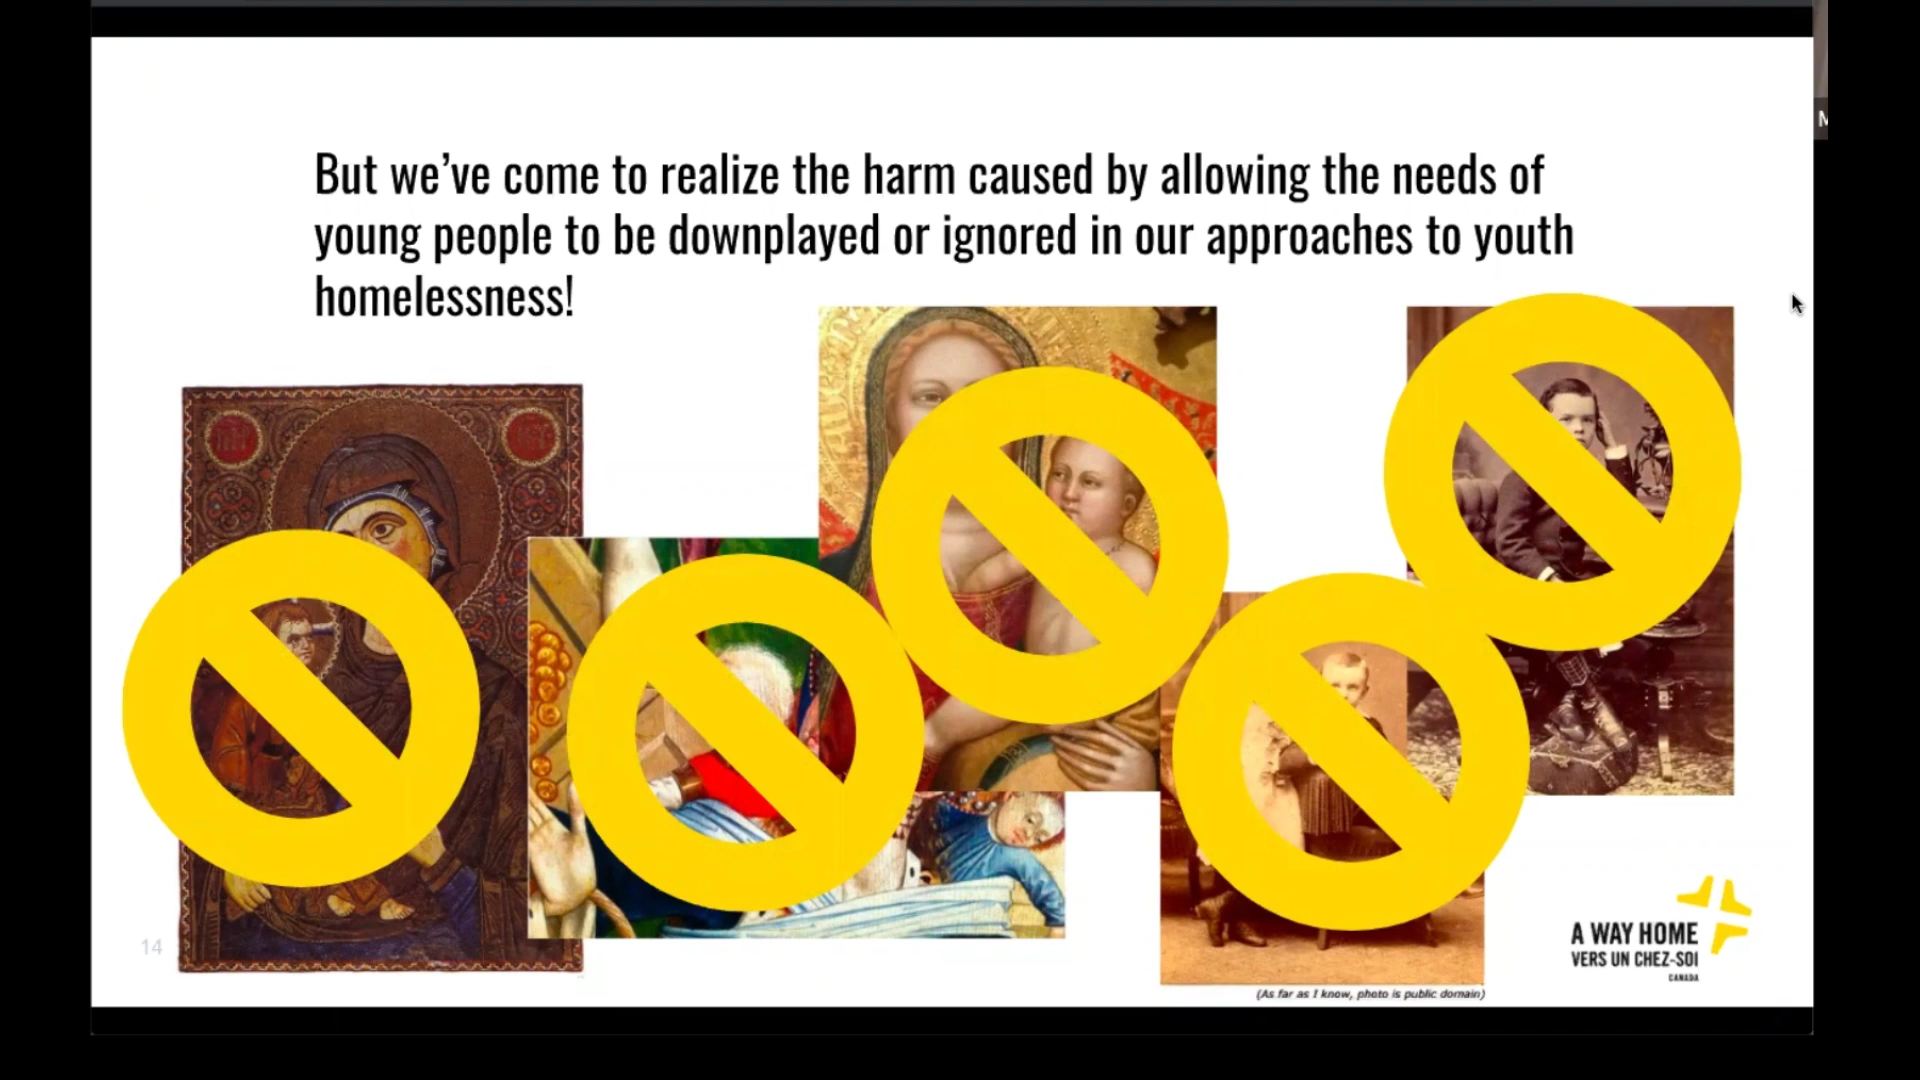 But we’ve come to realize the harm caused by allowing the needs of
young people to be downplayed or ignored in our approaches to youth
homelessness!
14
A WAY HOME
VERS UN CHEZ-SOI
CANADA
(As far as I know, photo is public domain)